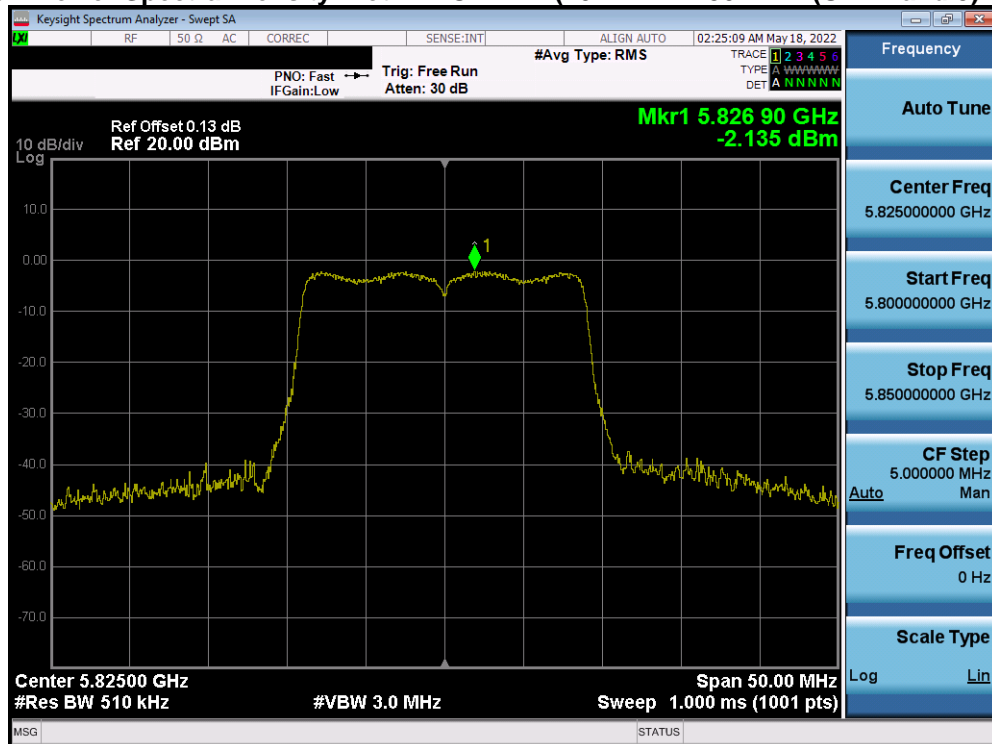 Keysight Spectrum Analyzer - Swept SA
LXI RF 50 Ω AC CORREC SENSE:INT ALIGN AUTO 02:25:09 AM May 18, 2022
#Avg Type: RMS
TRACE 1 2 3 4 5 6
PNO: Fast Trig: Free Run TYPE A WWWWW
IFGain:Low Atten: 30 dB DET A N N N N N
Mkr1 5.826 90 GHz
-2.135 dBm
Ref Offset 0.13 dB
10 dB/div Ref 20.00 dBm
Log
10.0
0.00
-10.0
-20.0
-30.0
-40.0
-50.0
-60.0
-70.0
1
Center 5.82500 GHz Span 50.00 MHz
#Res BW 510 kHz #VBW 3.0 MHz Sweep 1.000 ms (1001 pts)
MSG STATUS
Frequency
Auto Tune
Center Freq
5.825000000 GHz
Start Freq
5.800000000 GHz
Stop Freq
5.850000000 GHz
CF Step
5.000000 MHz
Auto Man
Freq Offset
0 Hz
Scale Type
Log Lin